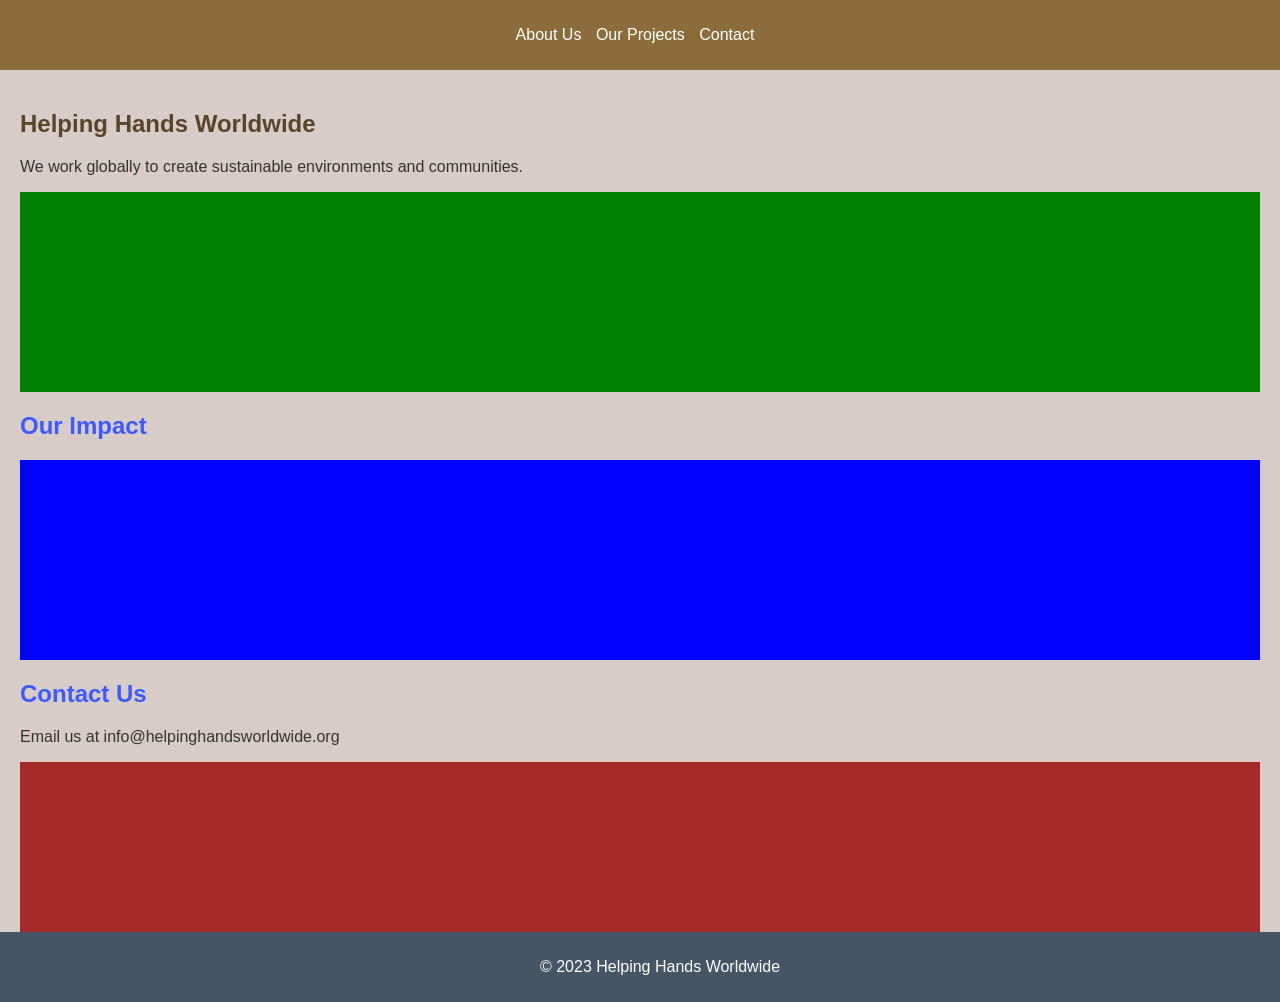 About Us Our Projects Contact
Helping Hands Worldwide
We work globally to create sustainable environments and communities.
Our Impact
Contact Us
Email us at info@helpinghandsworldwide.org
© 2023 Helping Hands Worldwide